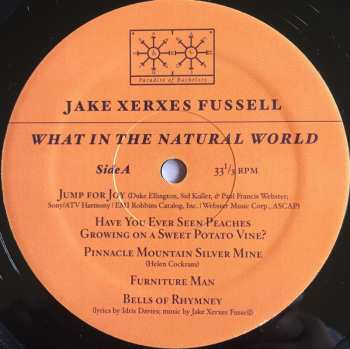 Paradise of Bachelors
JAKE XERXES FUSSELL
WHAT IN THE NATURAL WORLD
Side A 33 1/3 RPM
JUMP FOR JOY (Duke Ellington, Sid Kuller, & Paul Francis Webster;
Sony/ATV Harmony / EMI Robbins Catalog, Inc. / Webster Music Corp., ASCAP)
HAVE YOU EVER SEEN PEACHES
GROWING ON A SWEET POTATO VINE?
PINNACLE MOUNTAIN SILVER MINE
(Helen Cockram)
FURNITURE MAN
BELLS OF RHYMNEY
(lyrics by Idris Davies; music by Jake Xerxes Fussell)